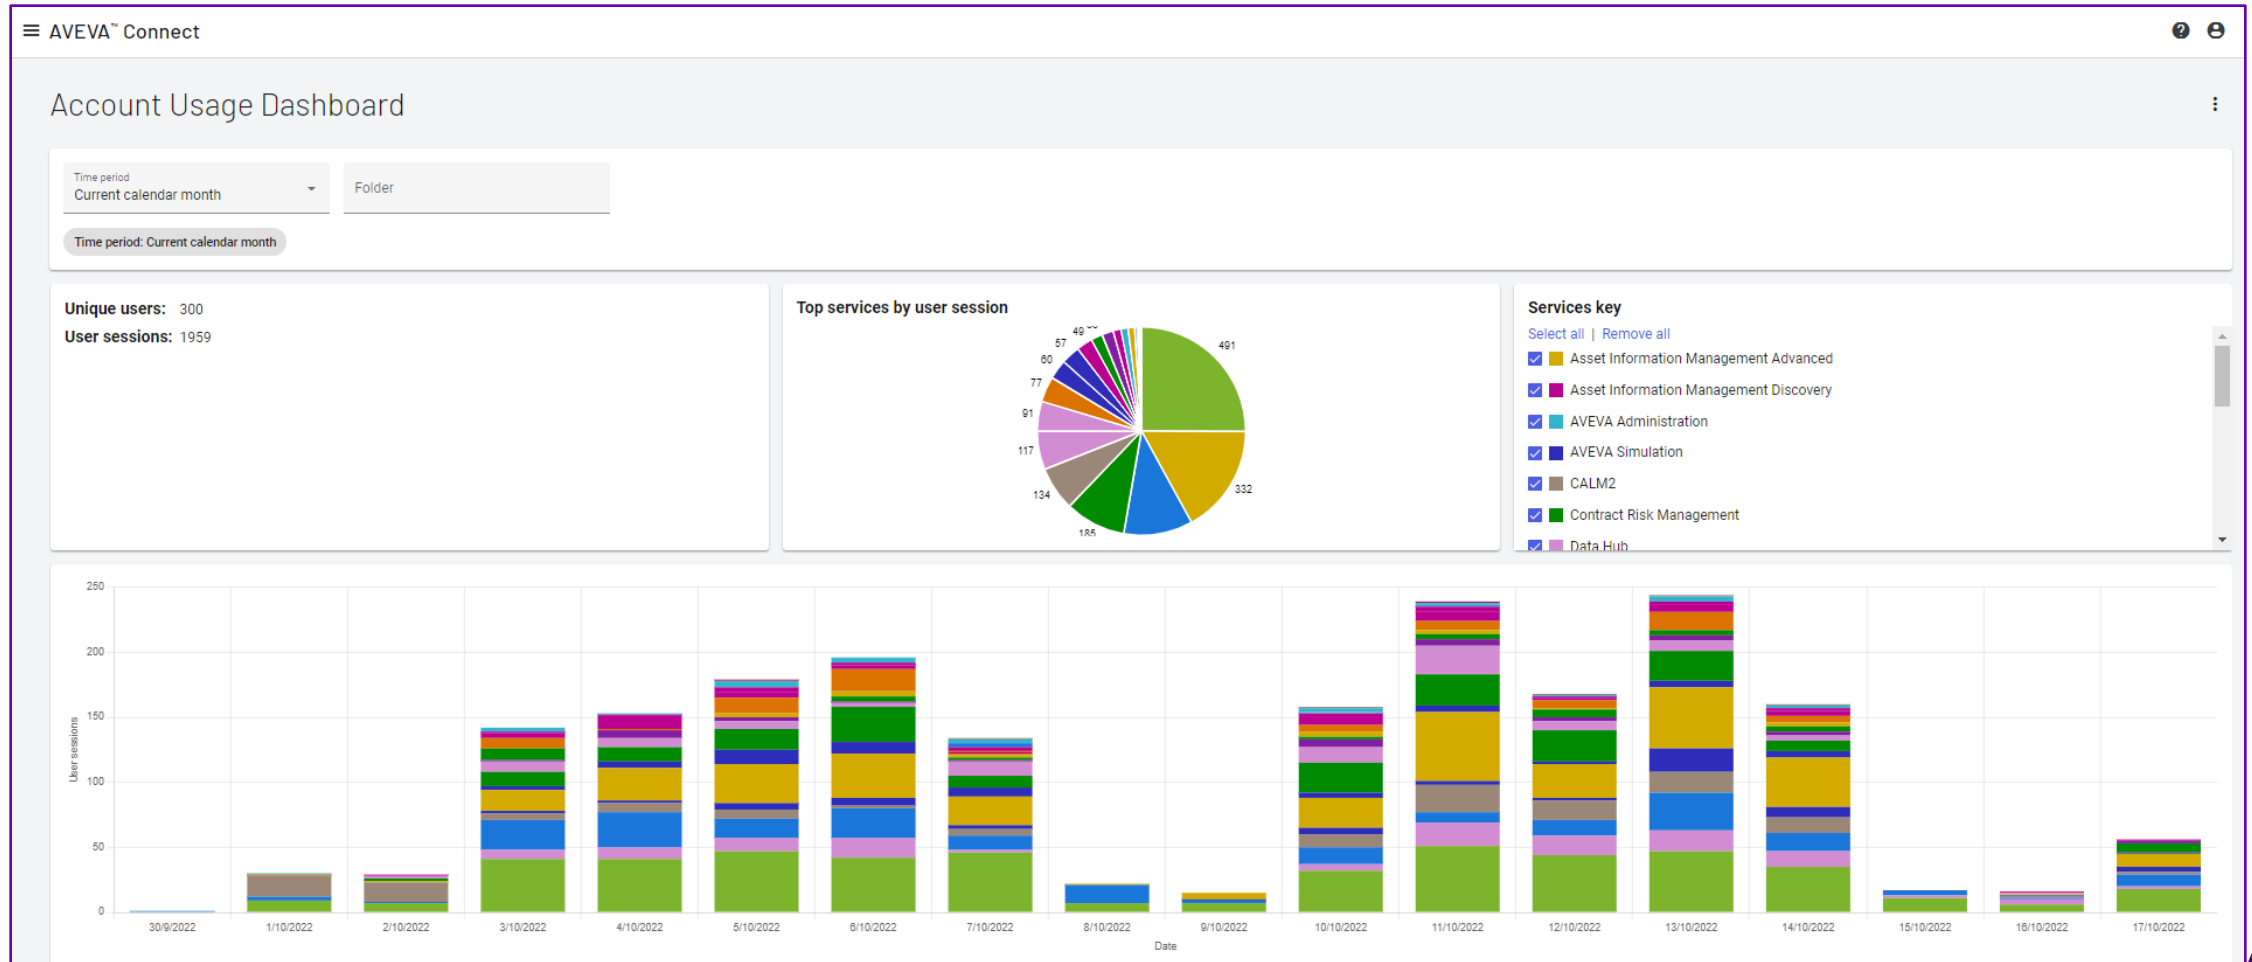 AVEVA™ Connect
Account Usage Dashboard
Time period
Current calendar month
Folder
Time period: Current calendar month
Unique users: 300
User sessions: 1959
Top services by user session
491
332
185
134
117
91
77
60
57
49
Services key
Select all | Remove all
Asset Information Management Advanced
Asset Information Management Discovery
AVEVA Administration
AVEVA Simulation
CALM2
Contract Risk Management
Data Hub
250
200
150
100
50
0
User sessions
30/9/2022 1/10/2022 2/10/2022 3/10/2022 4/10/2022 5/10/2022 6/10/2022 7/10/2022 8/10/2022 9/10/2022 10/10/2022 11/10/2022 12/10/2022 13/10/2022 14/10/2022 15/10/2022 16/10/2022 17/10/2022
Date